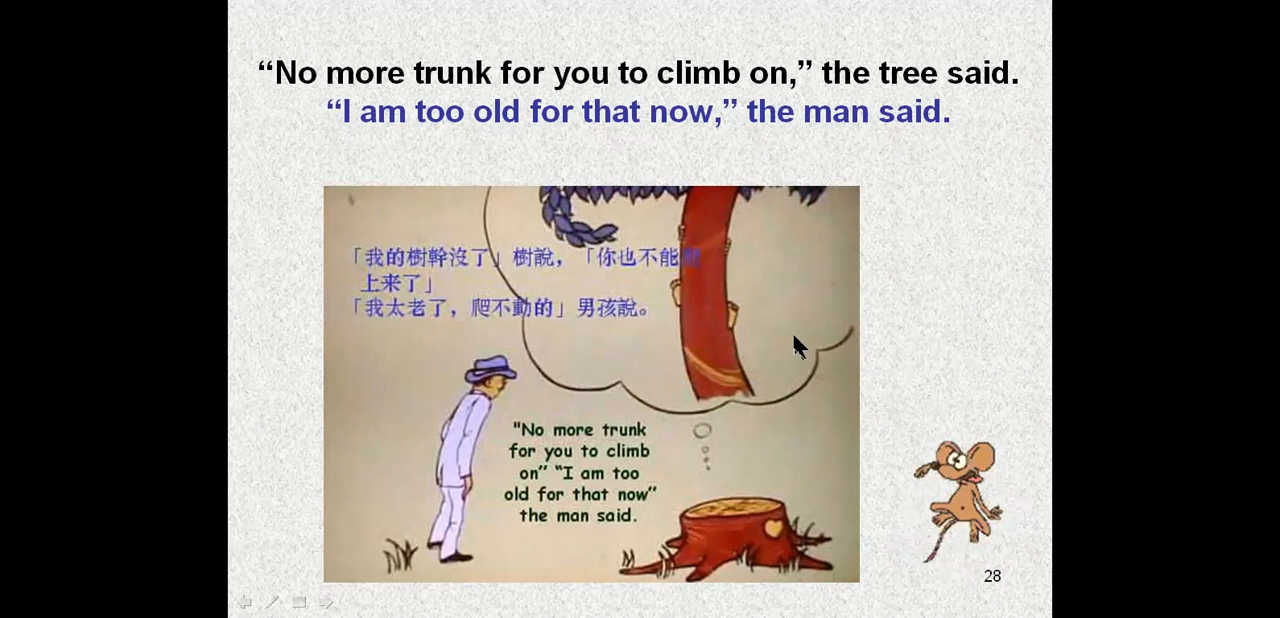 “No more trunk for you to climb on,” the tree said.
“I am too old for that now,” the man said.
「我的樹幹沒了」樹說，「你也不能爬
上来了」
「我太老了，爬不動的」男孩說。
"No more trunk
for you to climb
on” “I am too
old for that now”
the man said.
28